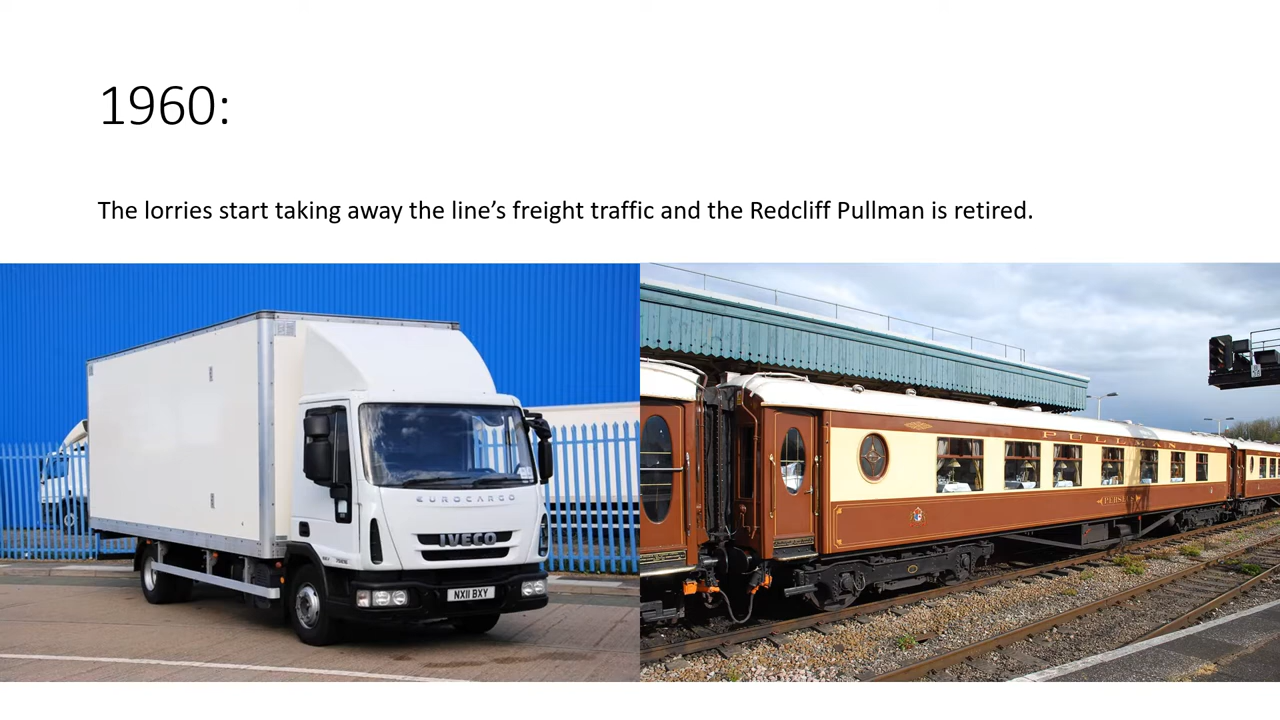 1960:
The lorries start taking away the line’s freight traffic and the Redcliff Pullman is retired.
EUROCARGO
IVECO
NX11 BXY
PULLMAN
PERSEUS